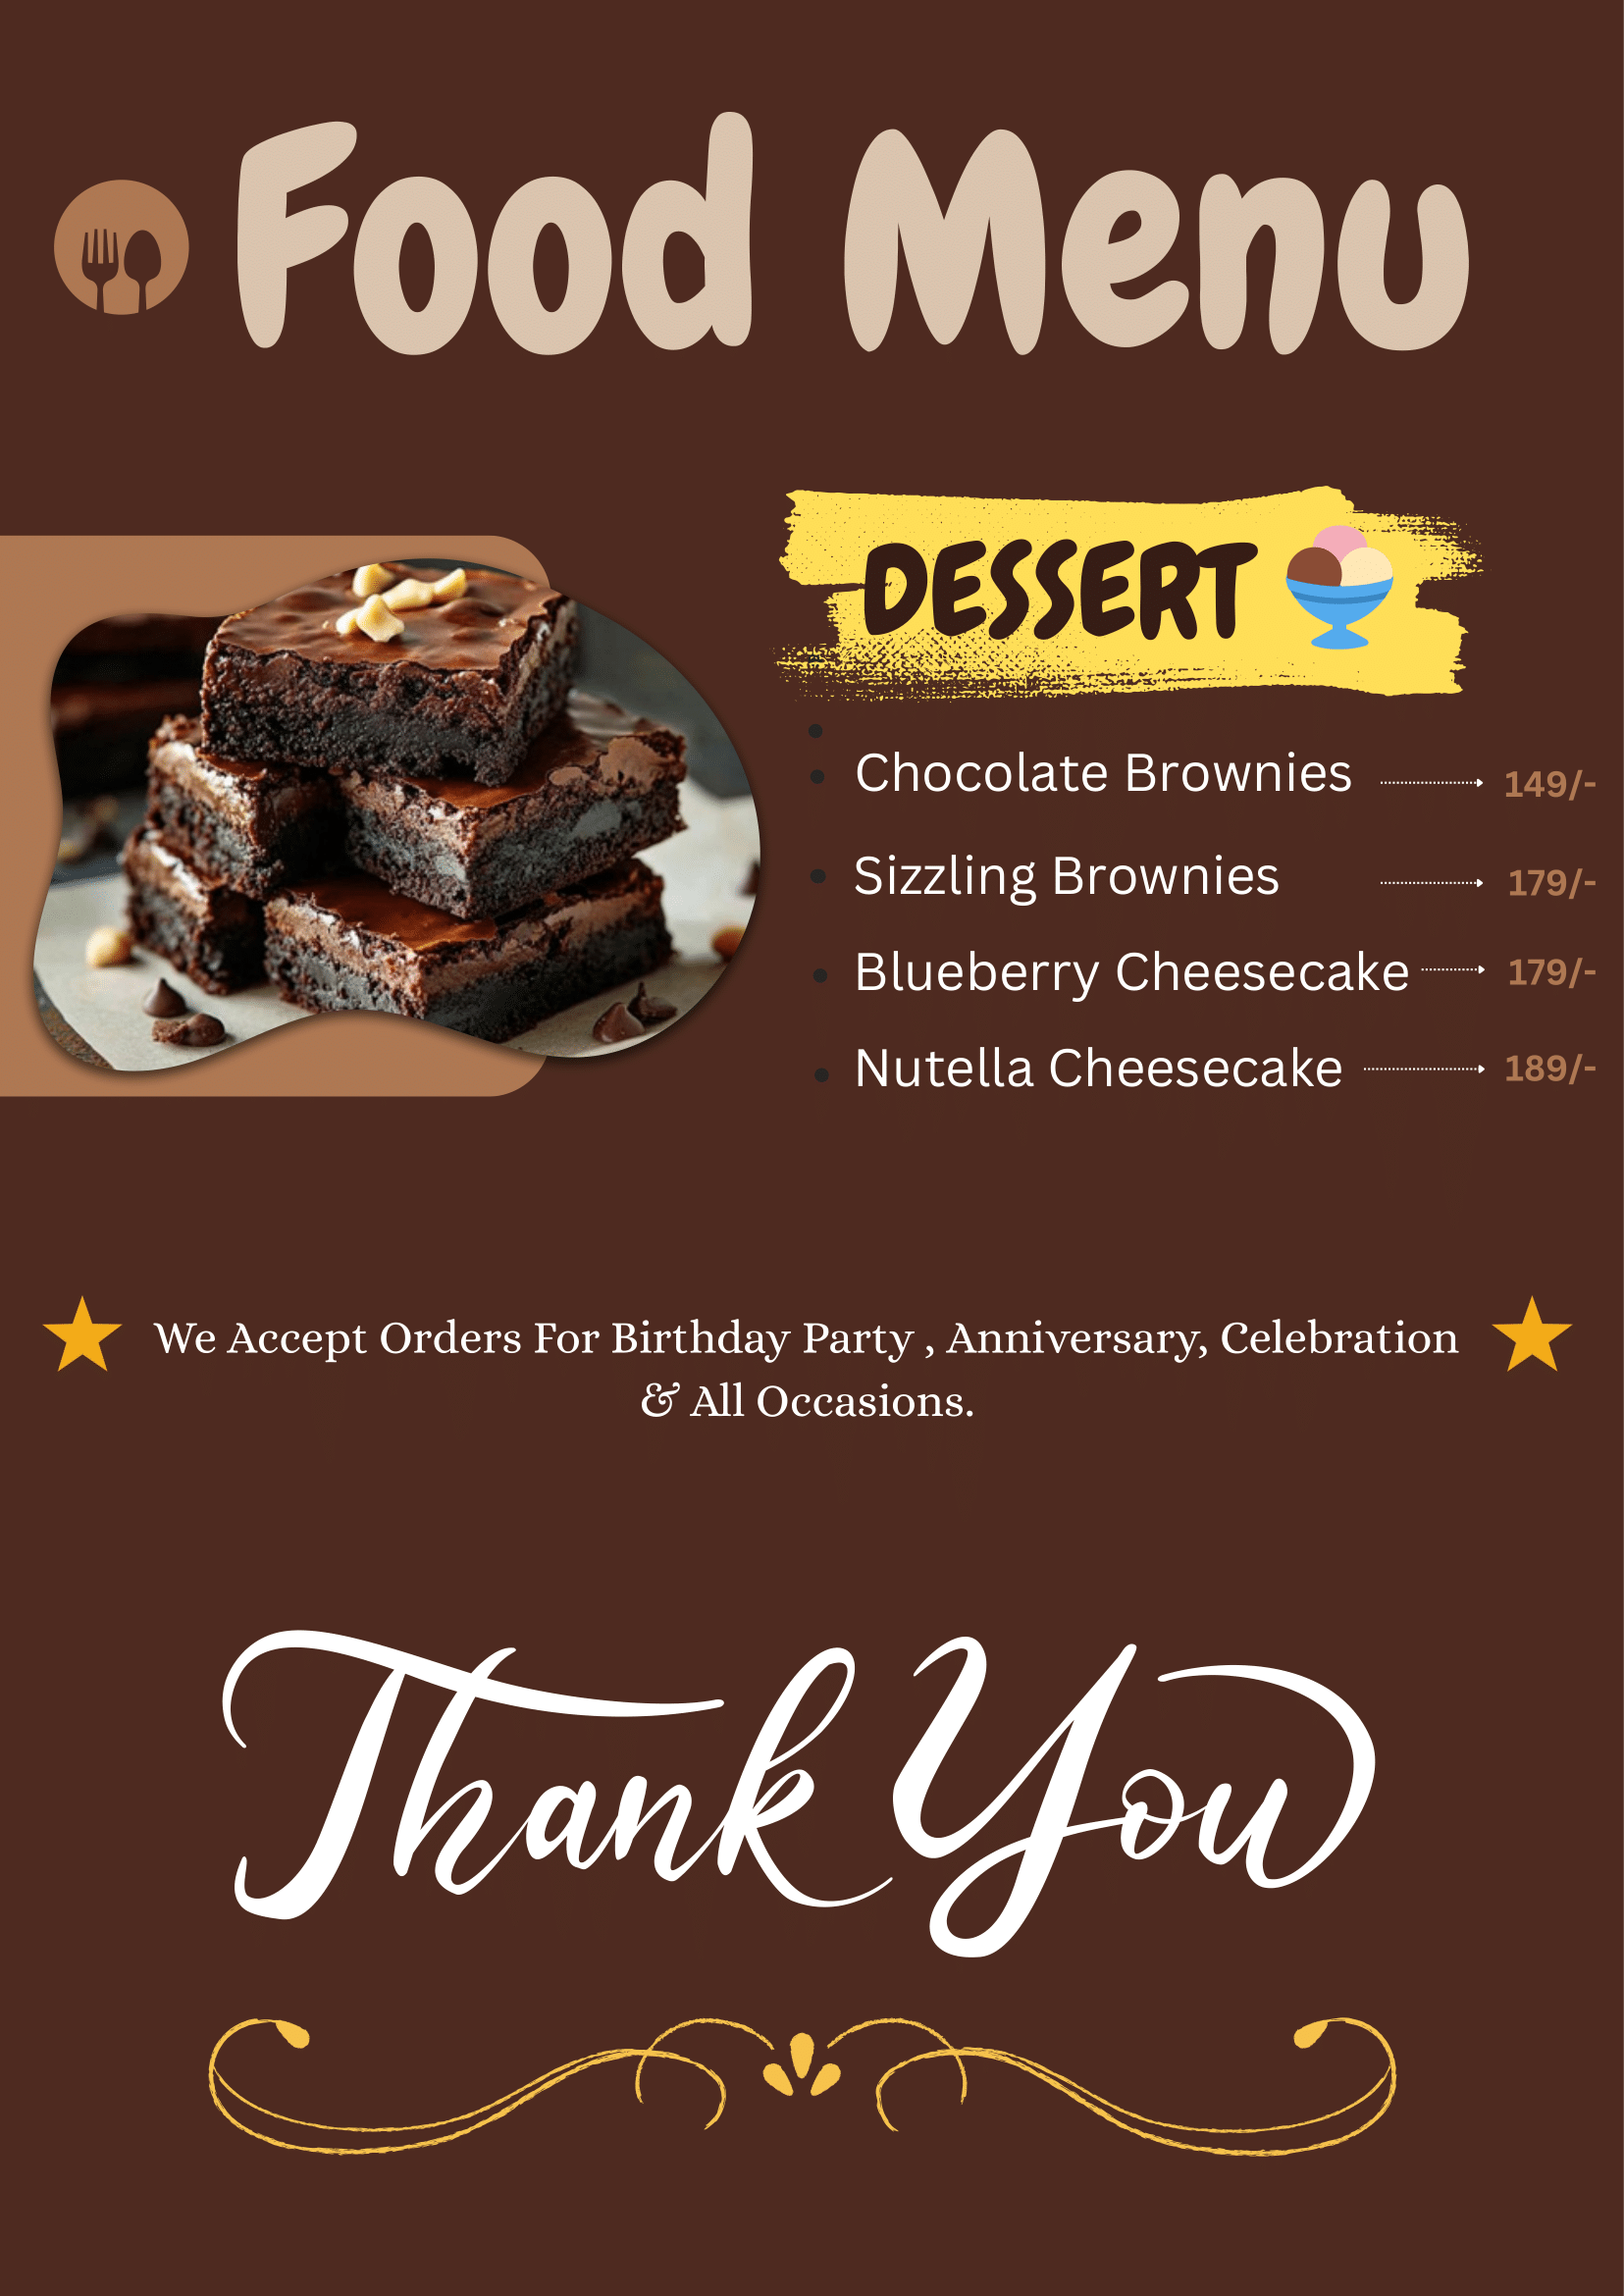 Food Menu
DESSERT
Chocolate Brownies 149/-
Sizzling Brownies 179/-
Blueberry Cheesecake 179/-
Nutella Cheesecake 189/-
We Accept Orders For Birthday Party , Anniversary, Celebration
& All Occasions.
Thank You